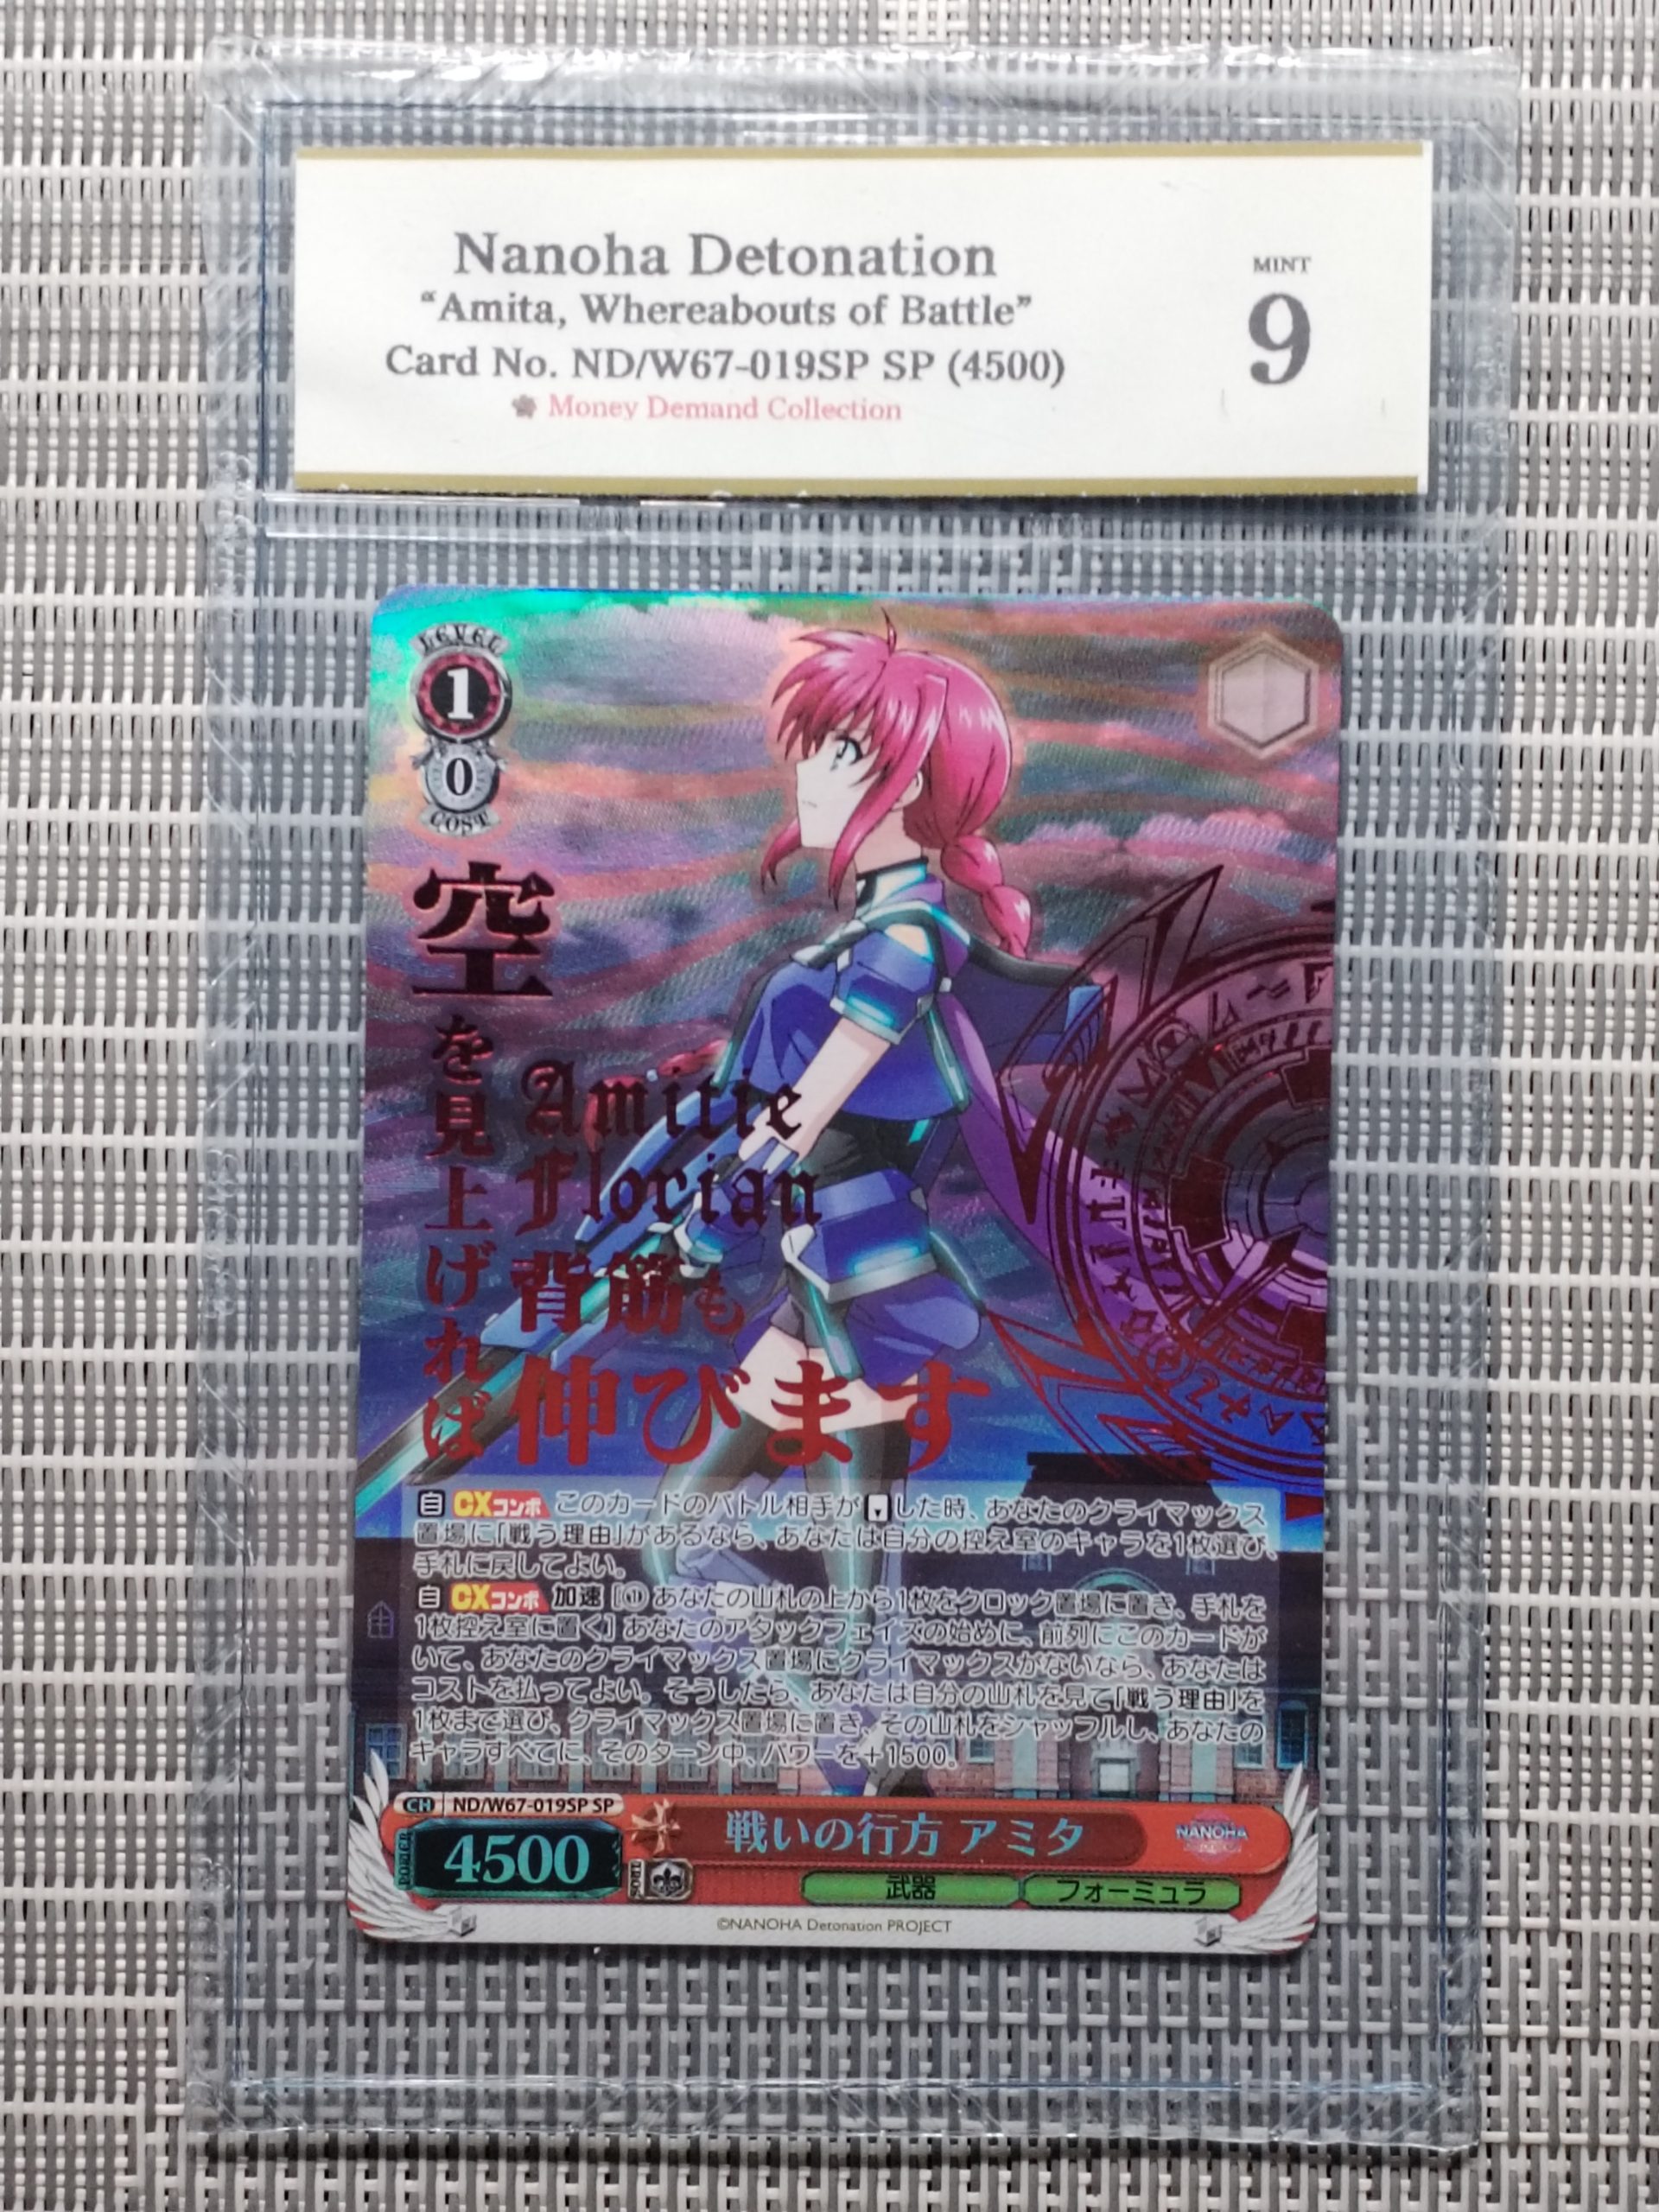 Nanoha Detonation
MINT
“Amita, Whereabouts of Battle”
9
Card No. ND/W67-019SP SP (4500)
Money Demand Collection
LEVEL
1
0
COST
空を見上げれば
Amitie
Florian
背筋も
伸びます
自 CXコンボ このカードのバトル相手がした時、あなたのクライマックス
置場に「戦う理由」があるなら、あなたは自分の控え室のキャラを1枚選び、
手札に戻してよい。
自 CXコンボ 加速 [① あなたの山札の上から1枚をクロック置場に置き、手札を
1枚控え室に置く] あなたのアタックフェイズの始めに、前列にこのカードが
いて、あなたのクライマックス置場にクライマックスがないなら、あなたは
コストを払ってよい。そうしたら、あなたは自分の山札を見て「戦う理由」を
1枚まで選び、クライマックス置場に置き、その山札をシャッフルし、あなたの
キャラすべてに、そのターン中、パワーを+1500。
CH ND/W67-019SP SP
POWER 4500
戦いの行方 アミタ
NANOHA
SOUL
武器
フォーミュラ
©NANOHA Detonation PROJECT